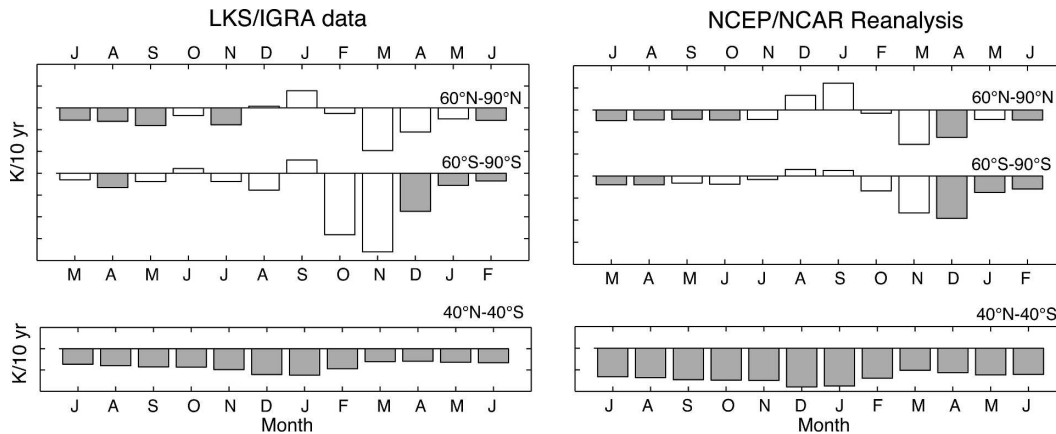 LKS/IGRA data
NCEP/NCAR Reanalysis
J A S O N D J F M A M J
J A S O N D J F M A M J
60°N-90°N
60°N-90°N
K/10 yr
60°S-90°S
60°S-90°S
M A M J J A S O N D J F
M A M J J A S O N D J F
40°N-40°S
40°N-40°S
K/10 yr
J A S O N D J F M A M J
J A S O N D J F M A M J
Month
Month